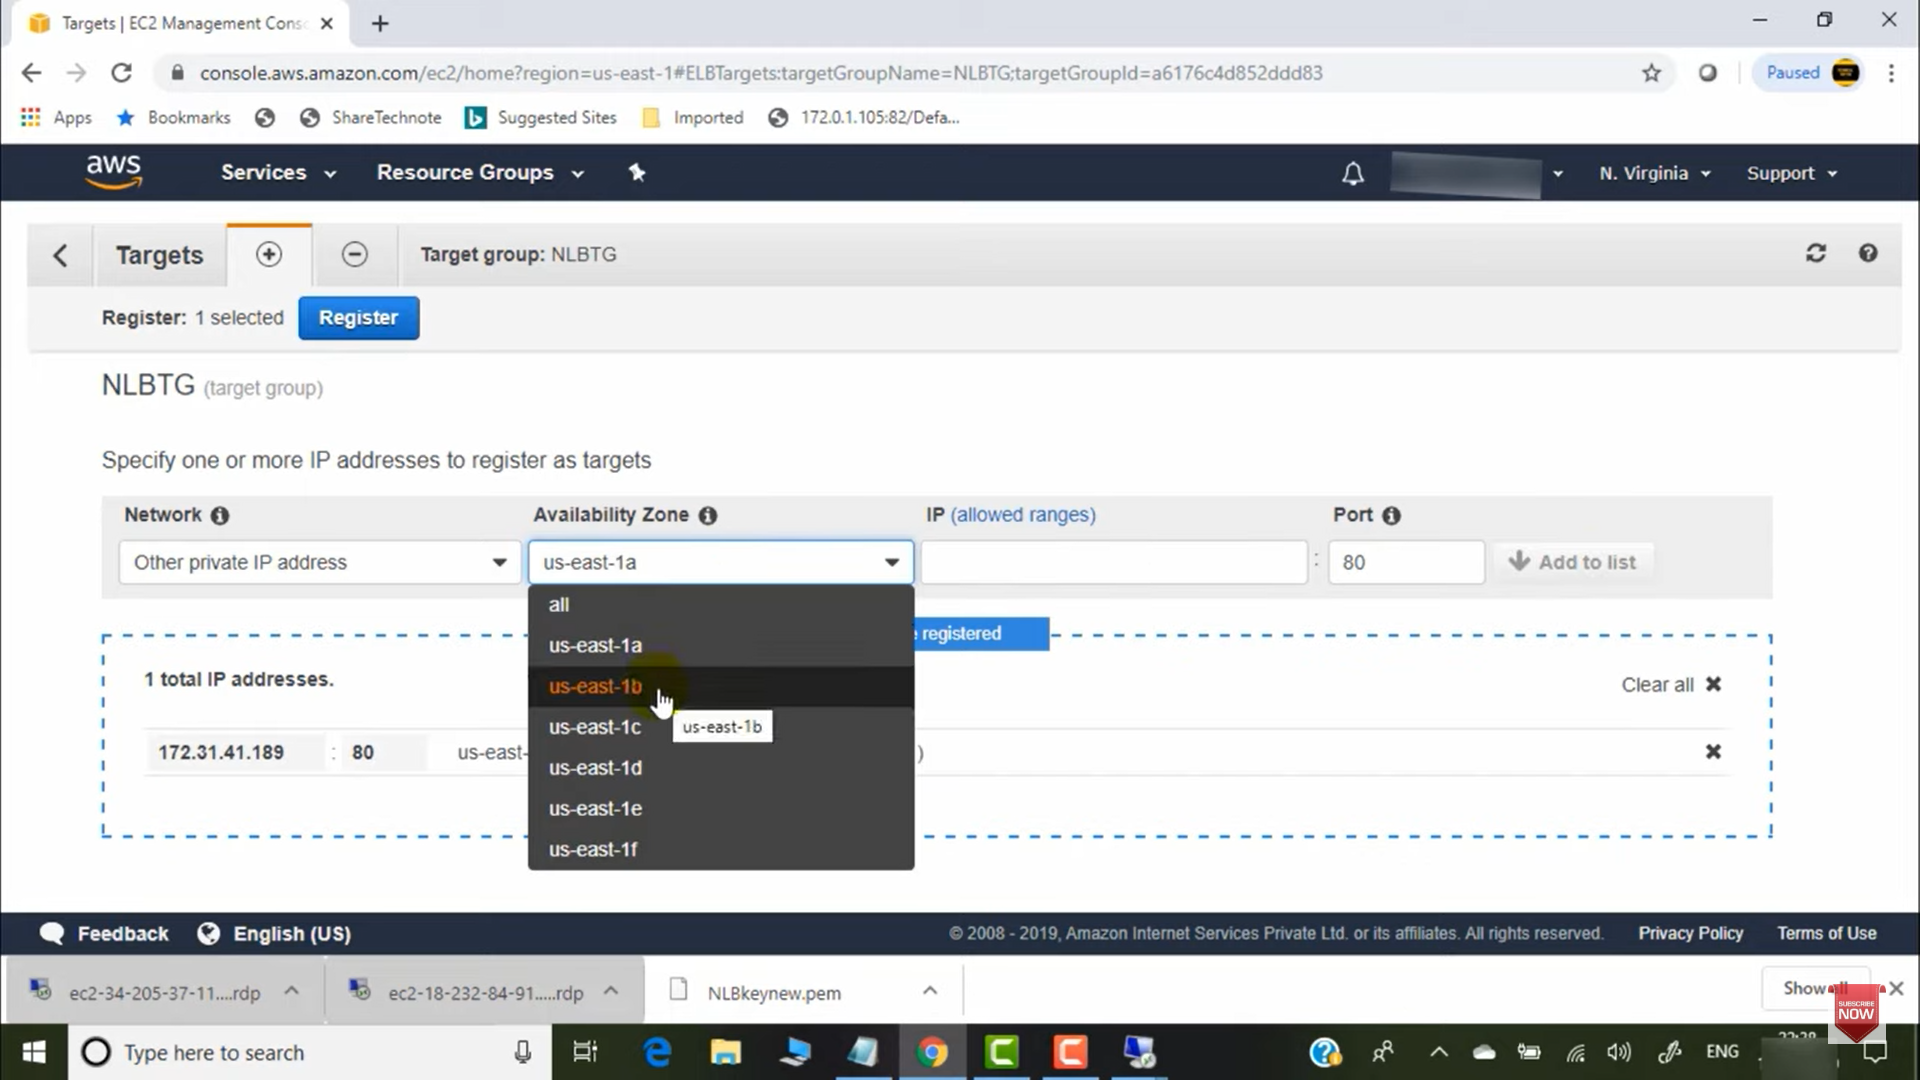 Targets | EC2 Management Cons
console.aws.amazon.com/ec2/home?region=us-east-1#ELBTargets:targetGroupName=NLBTG;targetGroupId=a6176c4d852ddd83
Paused
Apps Bookmarks ShareTechnote Suggested Sites Imported 172.0.1.105:82/Defa...
aws Services Resource Groups N. Virginia Support
Targets Target group: NLBTG
Register: 1 selected Register
NLBTG (target group)
Specify one or more IP addresses to register as targets
Network Availability Zone IP (allowed ranges) Port
Other private IP address us-east-1a : 80 Add to list
all
registered
us-east-1a
1 total IP addresses. Clear all
us-east-1b
us-east-1c us-east-1b
172.31.41.189 : 80 us-east- )
us-east-1d
us-east-1e
us-east-1f
Feedback English (US) © 2008 - 2019, Amazon Internet Services Private Ltd. or its affiliates. All rights reserved. Privacy Policy Terms of Use
ec2-34-205-37-11....rdp ec2-18-232-84-91.....rdp NLBkeynew.pem Show
SUBSCRIBE
NOW
Type here to search ENG